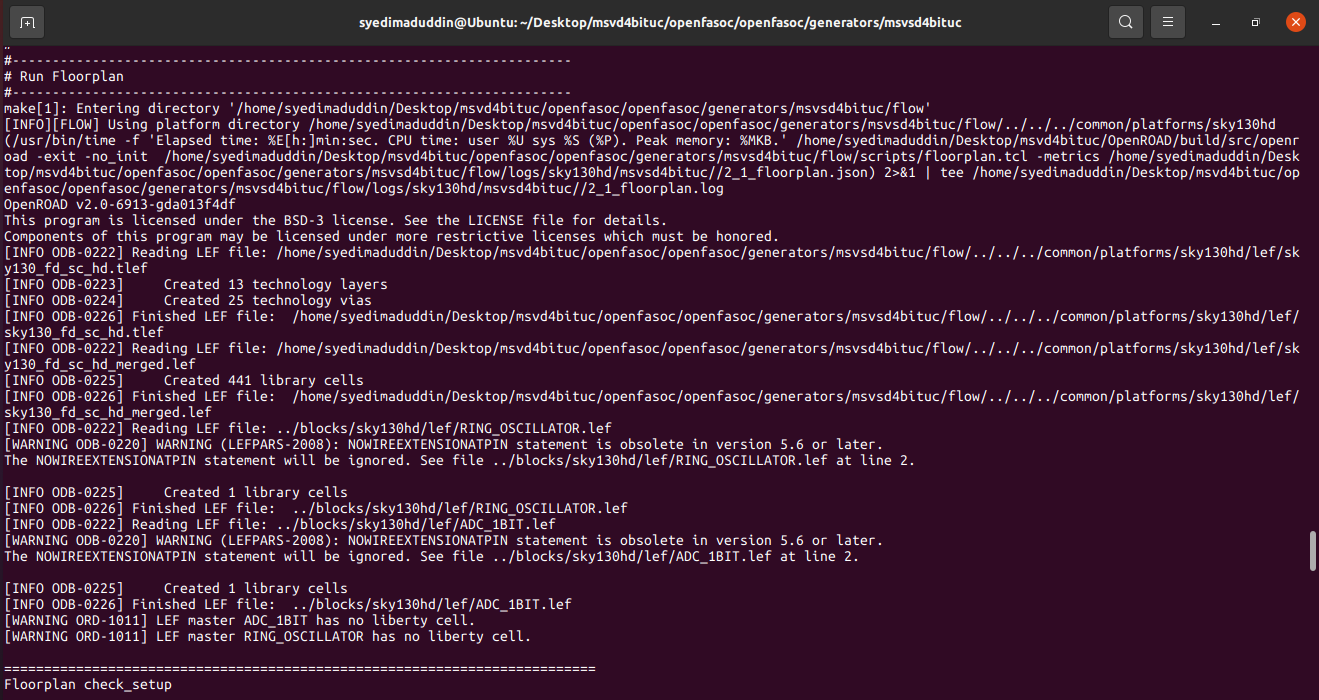 syedimaduddin@Ubuntu: ~/Desktop/msvd4bituc/openfasoc/openfasoc/generators/msvsd4bituc
#
#----------------------------------------------------------------------
# Run Floorplan
#----------------------------------------------------------------------
make[1]: Entering directory '/home/syedimaduddin/Desktop/msvd4bituc/openfasoc/openfasoc/generators/msvsd4bituc/flow'
[INFO][FLOW] Using platform directory /home/syedimaduddin/Desktop/msvd4bituc/openfasoc/openfasoc/generators/msvsd4bituc/flow/../../../common/platforms/sky130hd
(/usr/bin/time -f 'Elapsed time: %E[h:]min:sec. CPU time: user %U sys %S (%P). Peak memory: %MKB.' /home/syedimaduddin/Desktop/msvd4bituc/OpenROAD/build/src/openr
oad -exit -no_init  /home/syedimaduddin/Desktop/msvd4bituc/openfasoc/openfasoc/generators/msvsd4bituc/flow/scripts/floorplan.tcl -metrics /home/syedimaduddin/Desk
top/msvd4bituc/openfasoc/openfasoc/generators/msvsd4bituc/flow/logs/sky130hd/msvsd4bituc//2_1_floorplan.json) 2>&1 | tee /home/syedimaduddin/Desktop/msvd4bituc/op
enfasoc/openfasoc/generators/msvsd4bituc/flow/logs/sky130hd/msvsd4bituc//2_1_floorplan.log
OpenROAD v2.0-6913-gda013f4df
This program is licensed under the BSD-3 license. See the LICENSE file for details.
Components of this program may be licensed under more restrictive licenses which must be honored.
[INFO ODB-0222] Reading LEF file: /home/syedimaduddin/Desktop/msvd4bituc/openfasoc/openfasoc/generators/msvsd4bituc/flow/../../../common/platforms/sky130hd/lef/sk
y130_fd_sc_hd.tlef
[INFO ODB-0223]     Created 13 technology layers
[INFO ODB-0224]     Created 25 technology vias
[INFO ODB-0226] Finished LEF file:  /home/syedimaduddin/Desktop/msvd4bituc/openfasoc/openfasoc/generators/msvsd4bituc/flow/../../../common/platforms/sky130hd/lef/
sky130_fd_sc_hd.tlef
[INFO ODB-0222] Reading LEF file: /home/syedimaduddin/Desktop/msvd4bituc/openfasoc/openfasoc/generators/msvsd4bituc/flow/../../../common/platforms/sky130hd/lef/sk
y130_fd_sc_hd_merged.lef
[INFO ODB-0225]     Created 441 library cells
[INFO ODB-0226] Finished LEF file:  /home/syedimaduddin/Desktop/msvd4bituc/openfasoc/openfasoc/generators/msvsd4bituc/flow/../../../common/platforms/sky130hd/lef/
sky130_fd_sc_hd_merged.lef
[INFO ODB-0222] Reading LEF file: ../blocks/sky130hd/lef/RING_OSCILLATOR.lef
[WARNING ODB-0220] WARNING (LEFPARS-2008): NOWIREEXTENSIONATPIN statement is obsolete in version 5.6 or later.
The NOWIREEXTENSIONATPIN statement will be ignored. See file ../blocks/sky130hd/lef/RING_OSCILLATOR.lef at line 2.
[INFO ODB-0225]     Created 1 library cells
[INFO ODB-0226] Finished LEF file:  ../blocks/sky130hd/lef/RING_OSCILLATOR.lef
[INFO ODB-0222] Reading LEF file: ../blocks/sky130hd/lef/ADC_1BIT.lef
[WARNING ODB-0220] WARNING (LEFPARS-2008): NOWIREEXTENSIONATPIN statement is obsolete in version 5.6 or later.
The NOWIREEXTENSIONATPIN statement will be ignored. See file ../blocks/sky130hd/lef/ADC_1BIT.lef at line 2.
[INFO ODB-0225]     Created 1 library cells
[INFO ODB-0226] Finished LEF file:  ../blocks/sky130hd/lef/ADC_1BIT.lef
[WARNING ORD-1011] LEF master ADC_1BIT has no liberty cell.
[WARNING ORD-1011] LEF master RING_OSCILLATOR has no liberty cell.
==========================================================================
Floorplan check_setup